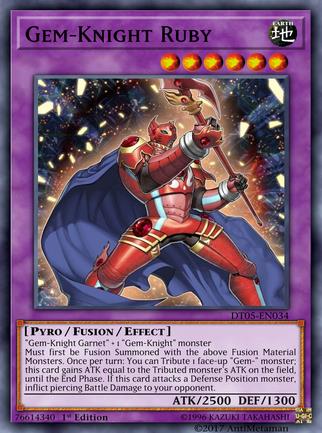 GEM-KNIGHT RUBY
EARTH
地
DT05-EN034
[PYRO / FUSION / EFFECT]
"Gem-Knight Garnet" + 1 "Gem-Knight" monster
Must first be Fusion Summoned with the above Fusion Material
Monsters. Once per turn: You can Tribute 1 face-up "Gem-" monster;
this card gains ATK equal to the Tributed monster's ATK on the field,
until the End Phase. If this card attacks a Defense Position monster,
inflict piercing Battle Damage to your opponent.
ATK/2500 DEF/1300
76614340 1st Edition ©1996 KAZUKI TAKAHASHI
©2017 AntiMetaman